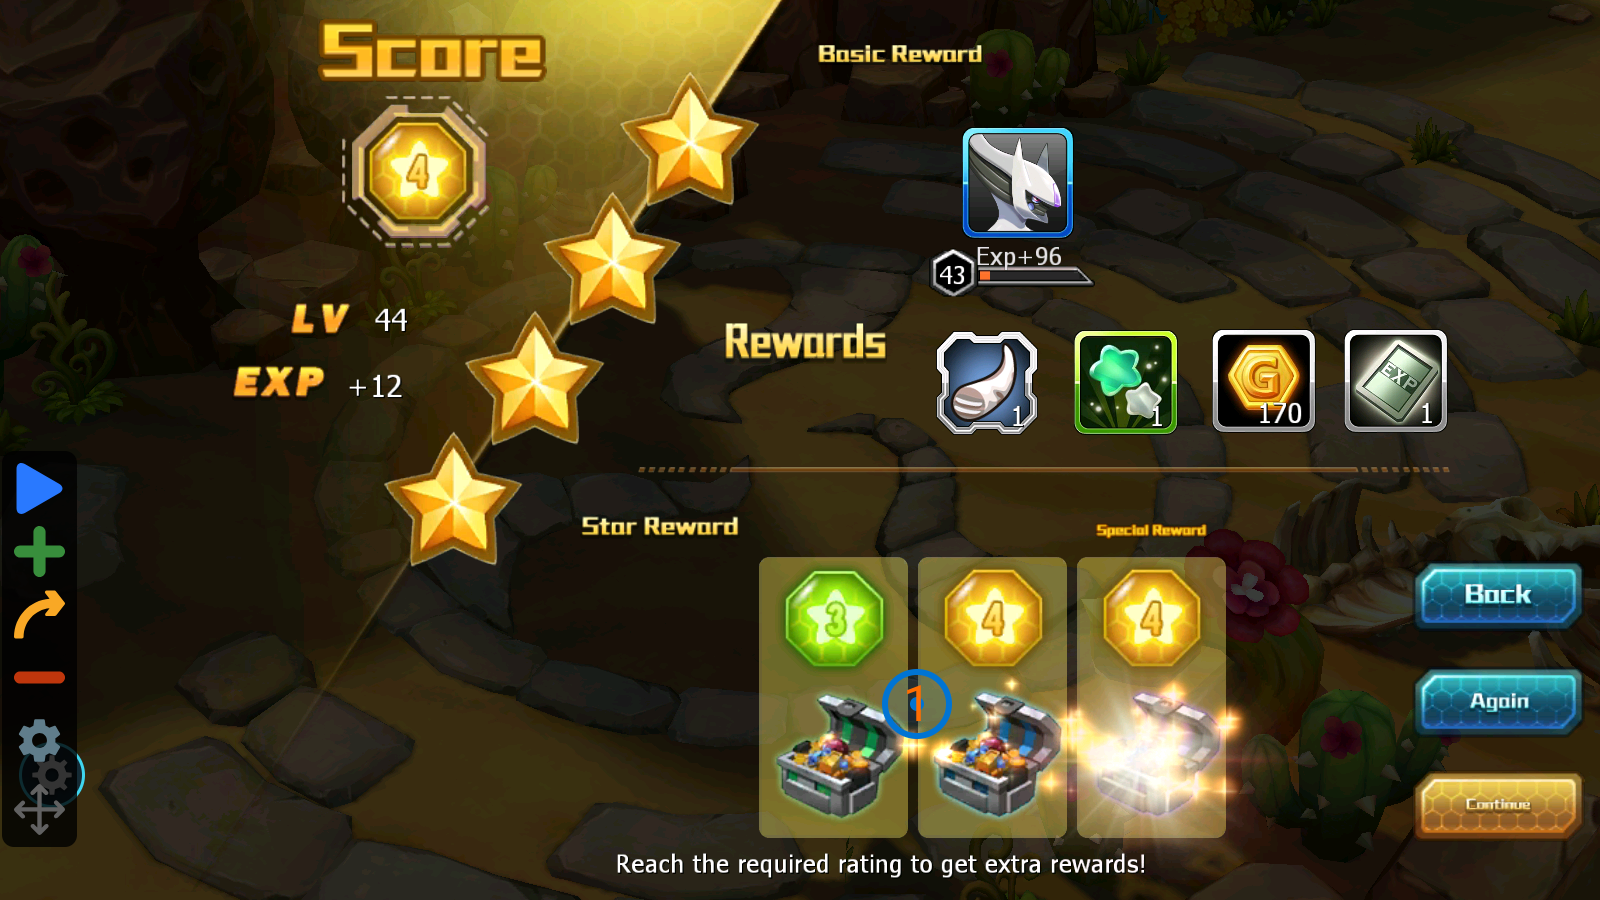 Score
4
LV 44
EXP +12
Basic Reward
Exp+96
43
Rewards
1
1
G
170
EXP
1
Star Reward
Special Reward
3
4
4
1
Back
Again
Continue
Reach the required rating to get extra rewards!